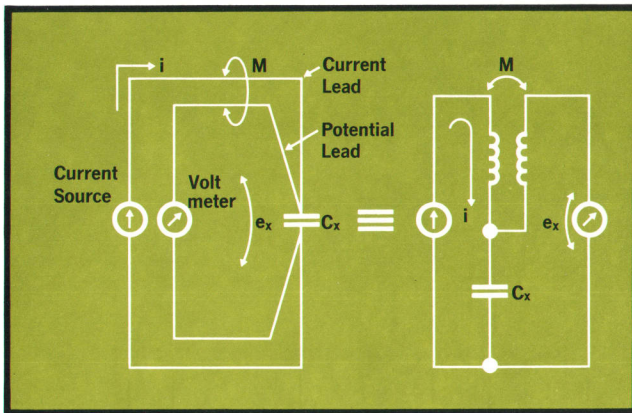 i
M
Current
Lead
Potential
Lead
Current
Source
Volt
meter
eₓ
Cₓ
M
i
eₓ
Cₓ